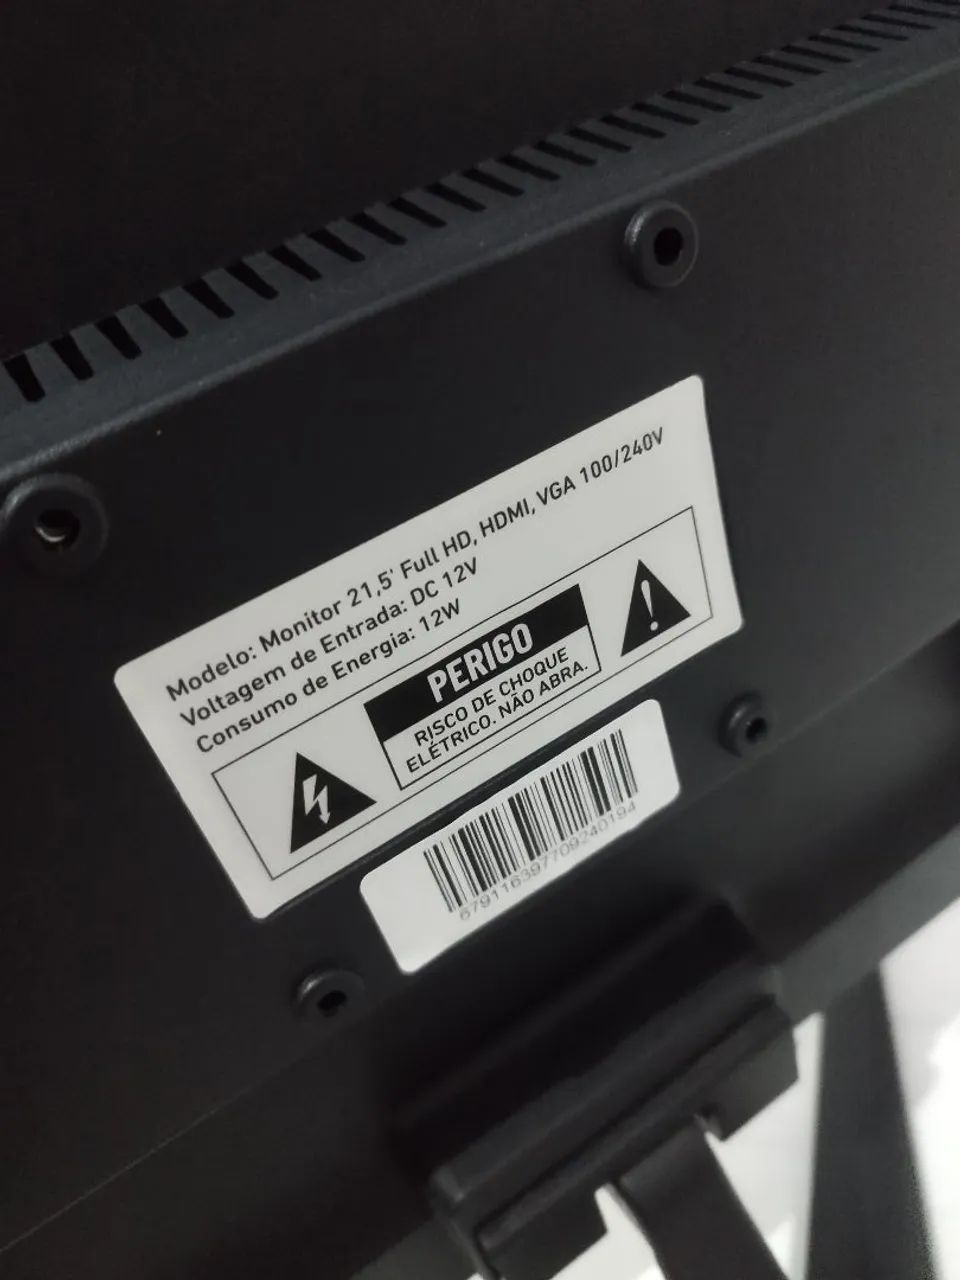 Modelo: Monitor 21,5' Full HD, HDMI, VGA 100/240V
Voltagem de Entrada: DC 12V
Consumo de Energia: 12W
PERIGO
RISCO DE CHOQUE
ELÉTRICO. NÃO ABRA.
679116397709240194